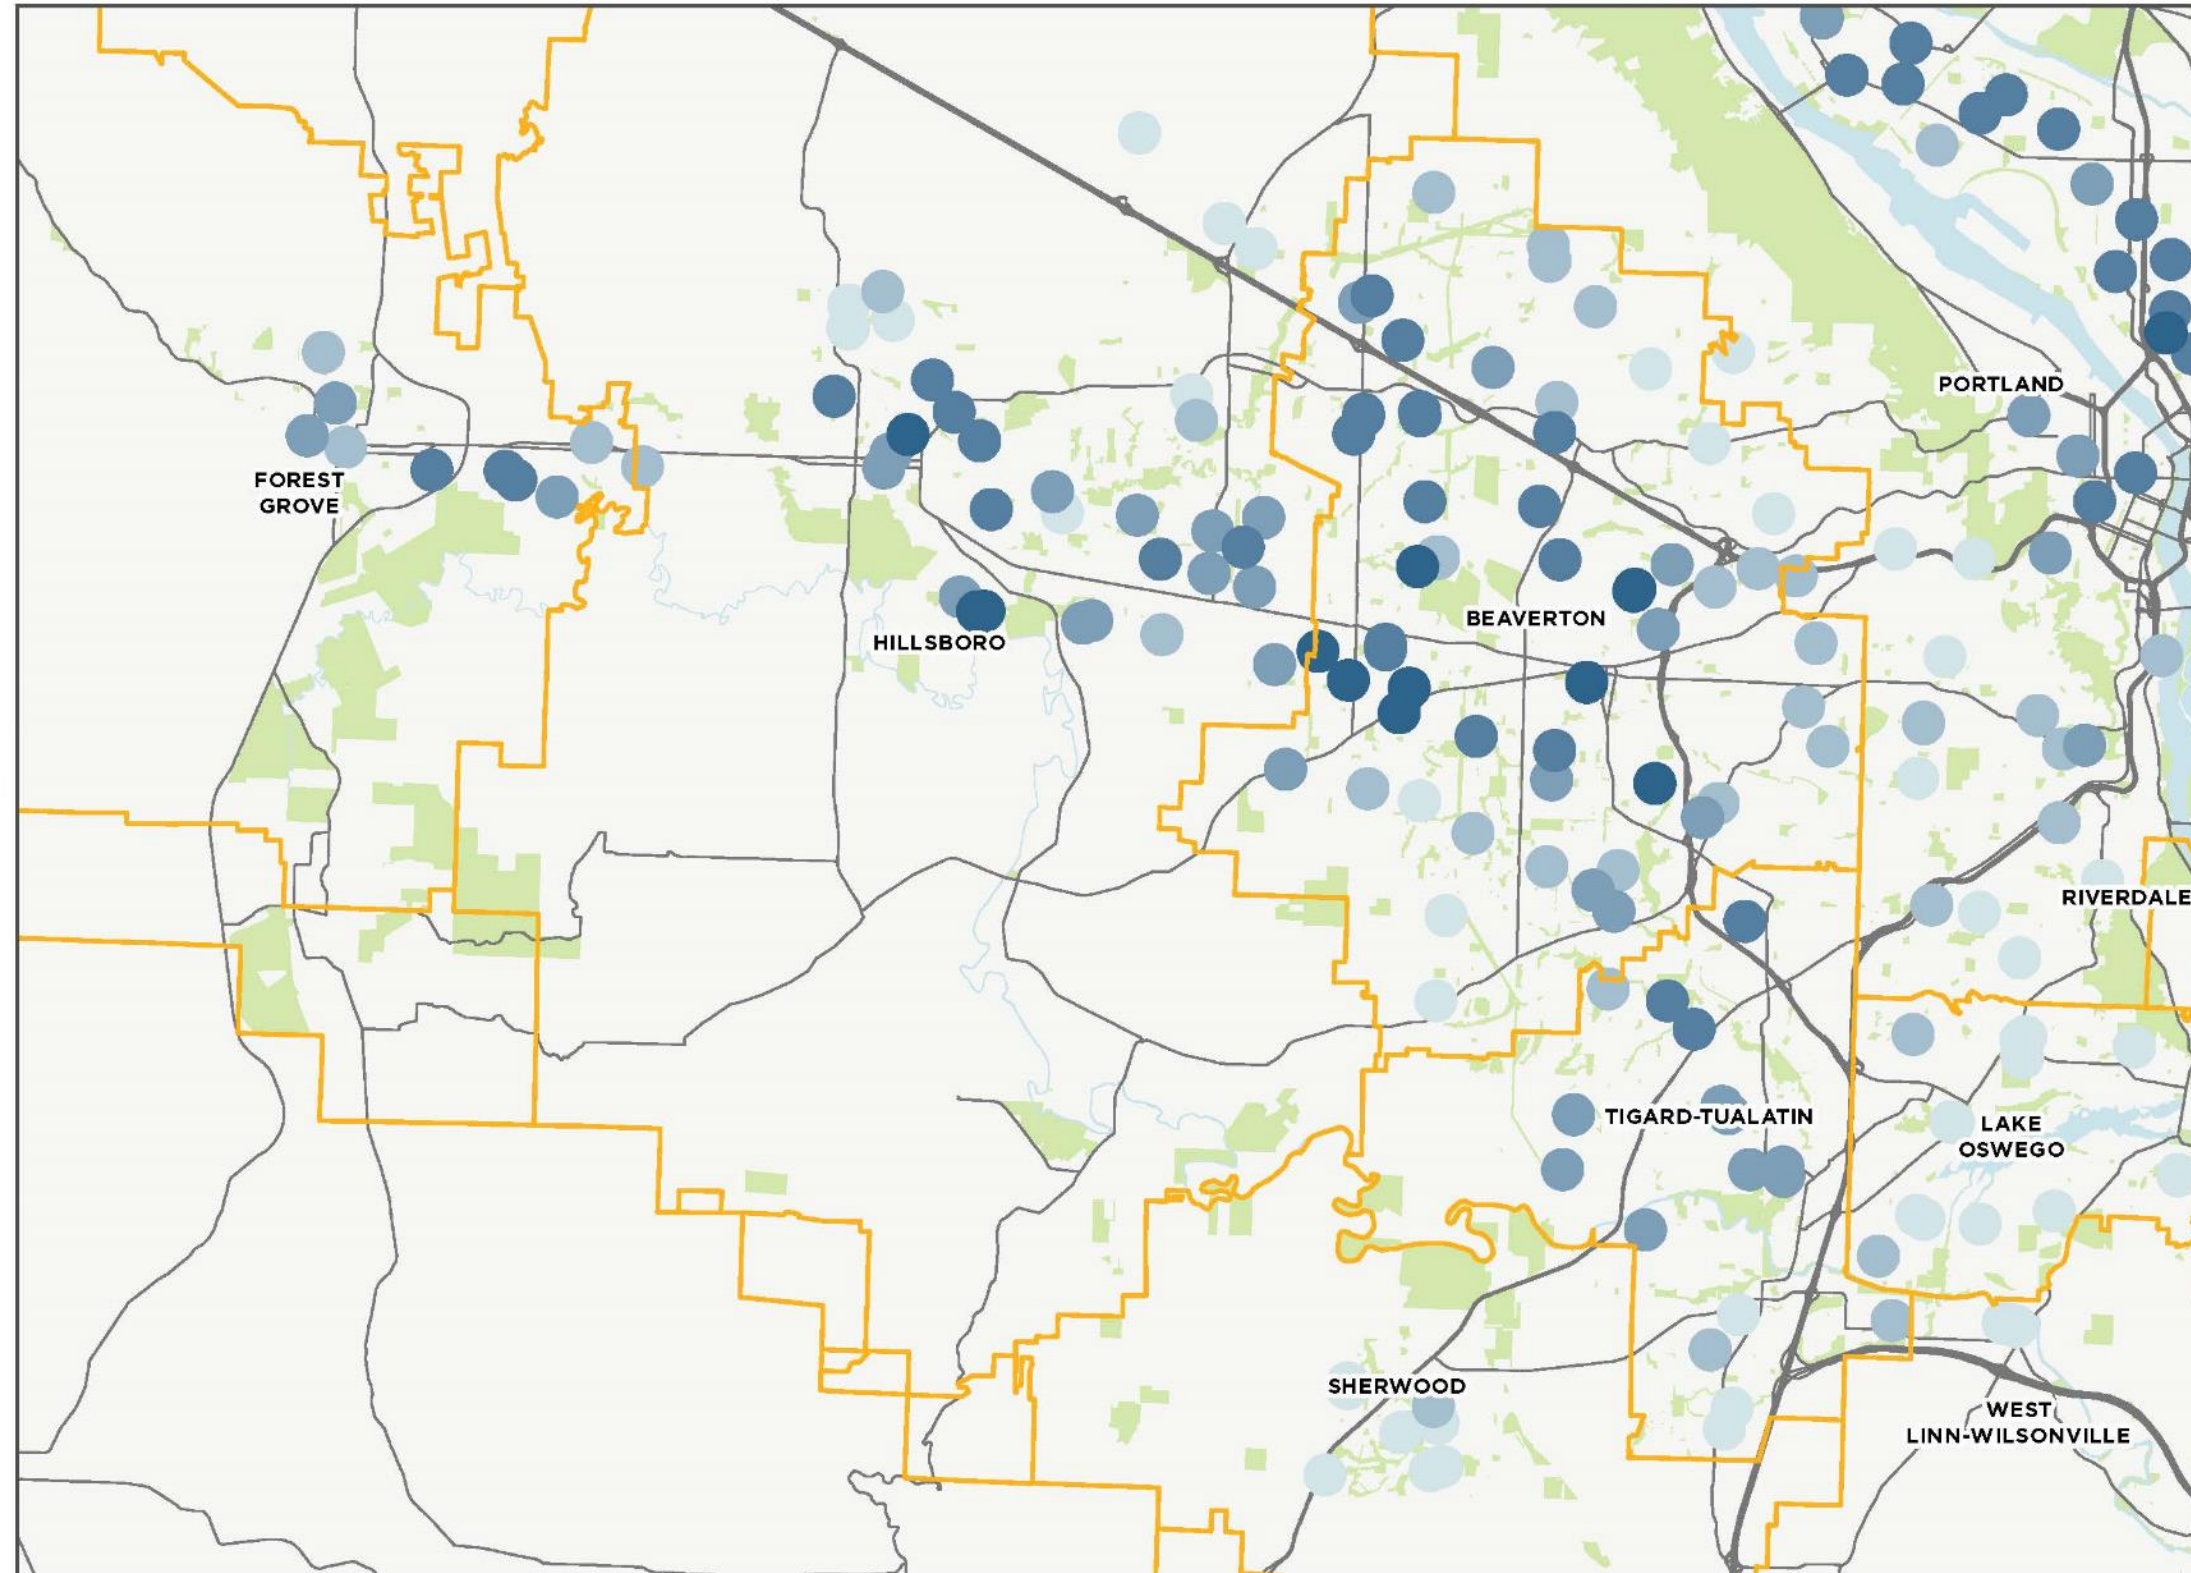 PORTLAND
FOREST
GROVE
BEAVERTON
HILLSBORO
RIVERDALE
TIGARD-TUALATIN
LAKE
OSWEGO
SHERWOOD
WEST
LINN-WILSONVILLE